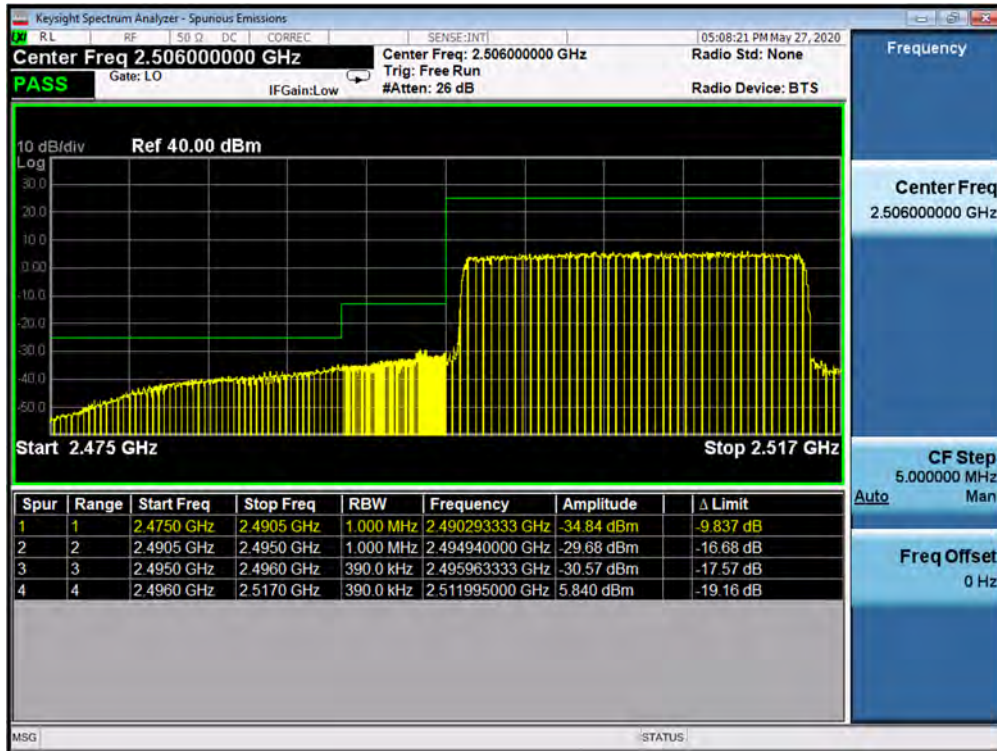 Keysight Spectrum Analyzer - Spurious Emissions
LXI RL RF 50 Ω DC CORREC SENSE:INT 05:08:21 PM May 27, 2020
Center Freq 2.506000000 GHz
Center Freq: 2.506000000 GHz
Radio Std: None
PASS
Gate: LO
Trig: Free Run
IFGain:Low
#Atten: 26 dB
Radio Device: BTS
Frequency
10 dB/div
Ref 40.00 dBm
Log
30.0
20.0
10.0
0.00
-10.0
-20.0
-30.0
-40.0
-50.0
Start 2.475 GHz
Stop 2.517 GHz
Center Freq
2.506000000 GHz
CF Step
5.000000 MHz
Auto Man
Freq Offset
0 Hz
Spur Range Start Freq Stop Freq RBW Frequency Amplitude Δ Limit
1 1 2.4750 GHz 2.4905 GHz 1.000 MHz 2.490293333 GHz -34.84 dBm -9.837 dB
2 2 2.4905 GHz 2.4950 GHz 1.000 MHz 2.494940000 GHz -29.68 dBm -16.68 dB
3 3 2.4950 GHz 2.4960 GHz 390.0 kHz 2.495963333 GHz -30.57 dBm -17.57 dB
4 4 2.4960 GHz 2.5170 GHz 390.0 kHz 2.511995000 GHz 5.840 dBm -19.16 dB
MSG
STATUS